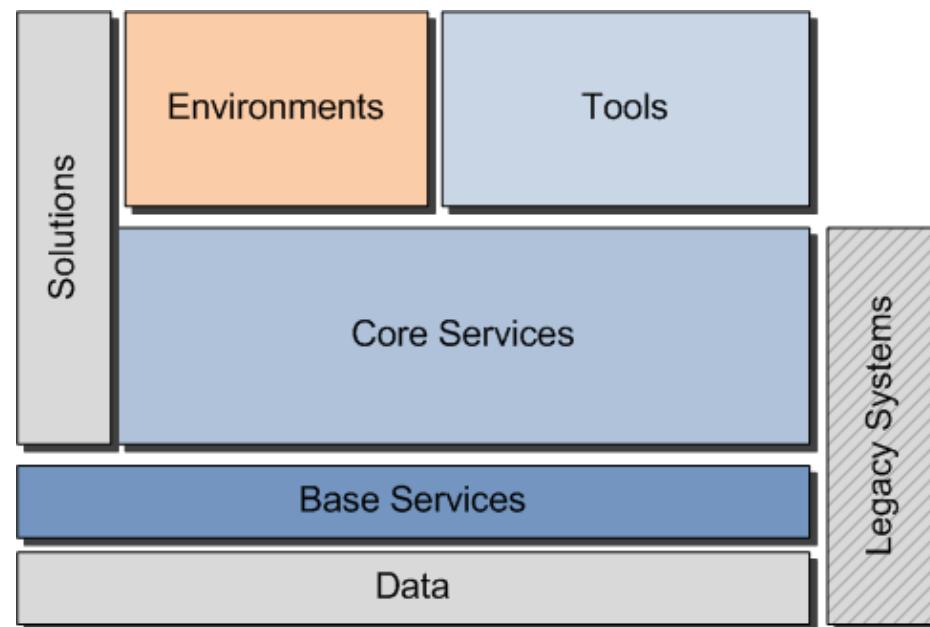 Solutions
Environments
Tools
Core Services
Legacy Systems
Base Services
Data